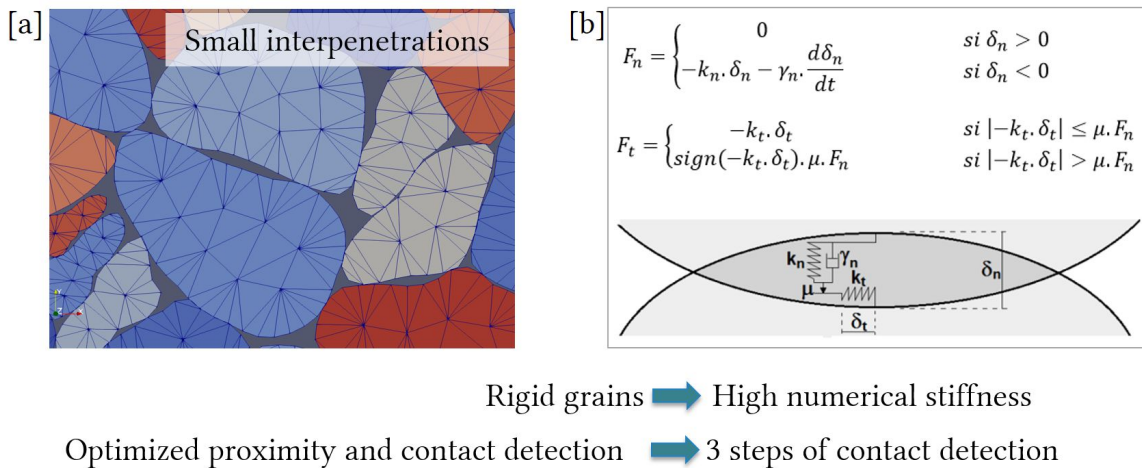 [a]
Small interpenetrations
Y
Z X
[b]
F_n = { 0 si δ_n > 0
-k_n. δ_n - γ_n. dδ_n/dt si δ_n < 0
F_t = { -k_t. δ_t si |-k_t. δ_t| ≤ μ. F_n
sign(-k_t. δ_t). μ. F_n si |-k_t. δ_t| > μ. F_n
k_n γ_n δ_n
k_t
μ
δ_t
Rigid grains High numerical stiffness
Optimized proximity and contact detection 3 steps of contact detection